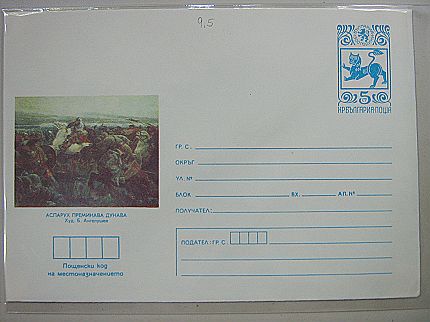 9,5
5
НР БЪЛГАРИЯ ПОЩА
АСПАРУХ ПРЕМИНАВА ДУНАВА
Худ. Б. Ангелушев
ГР. С.
ОКРЪГ
УЛ. №
БЛОК ВХ. АП. №
ПОЛУЧАТЕЛ:
ПОДАТЕЛ: ГР. С.
Пощенски код
на местоназначението